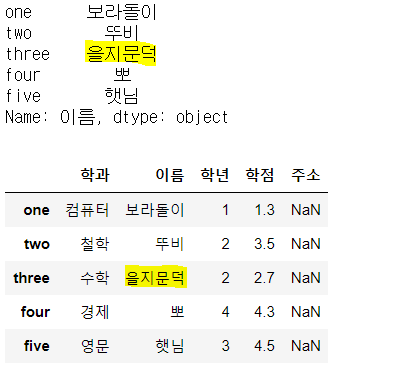 one 보라돌이
two 뚜비
three 을지문덕
four 뽀
five 햇님
Name: 이름, dtype: object
학과 이름 학년 학점 주소
one 컴퓨터 보라돌이 1 1.3 NaN
two 철학 뚜비 2 3.5 NaN
three 수학 을지문덕 2 2.7 NaN
four 경제 뽀 4 4.3 NaN
five 영문 햇님 3 4.5 NaN